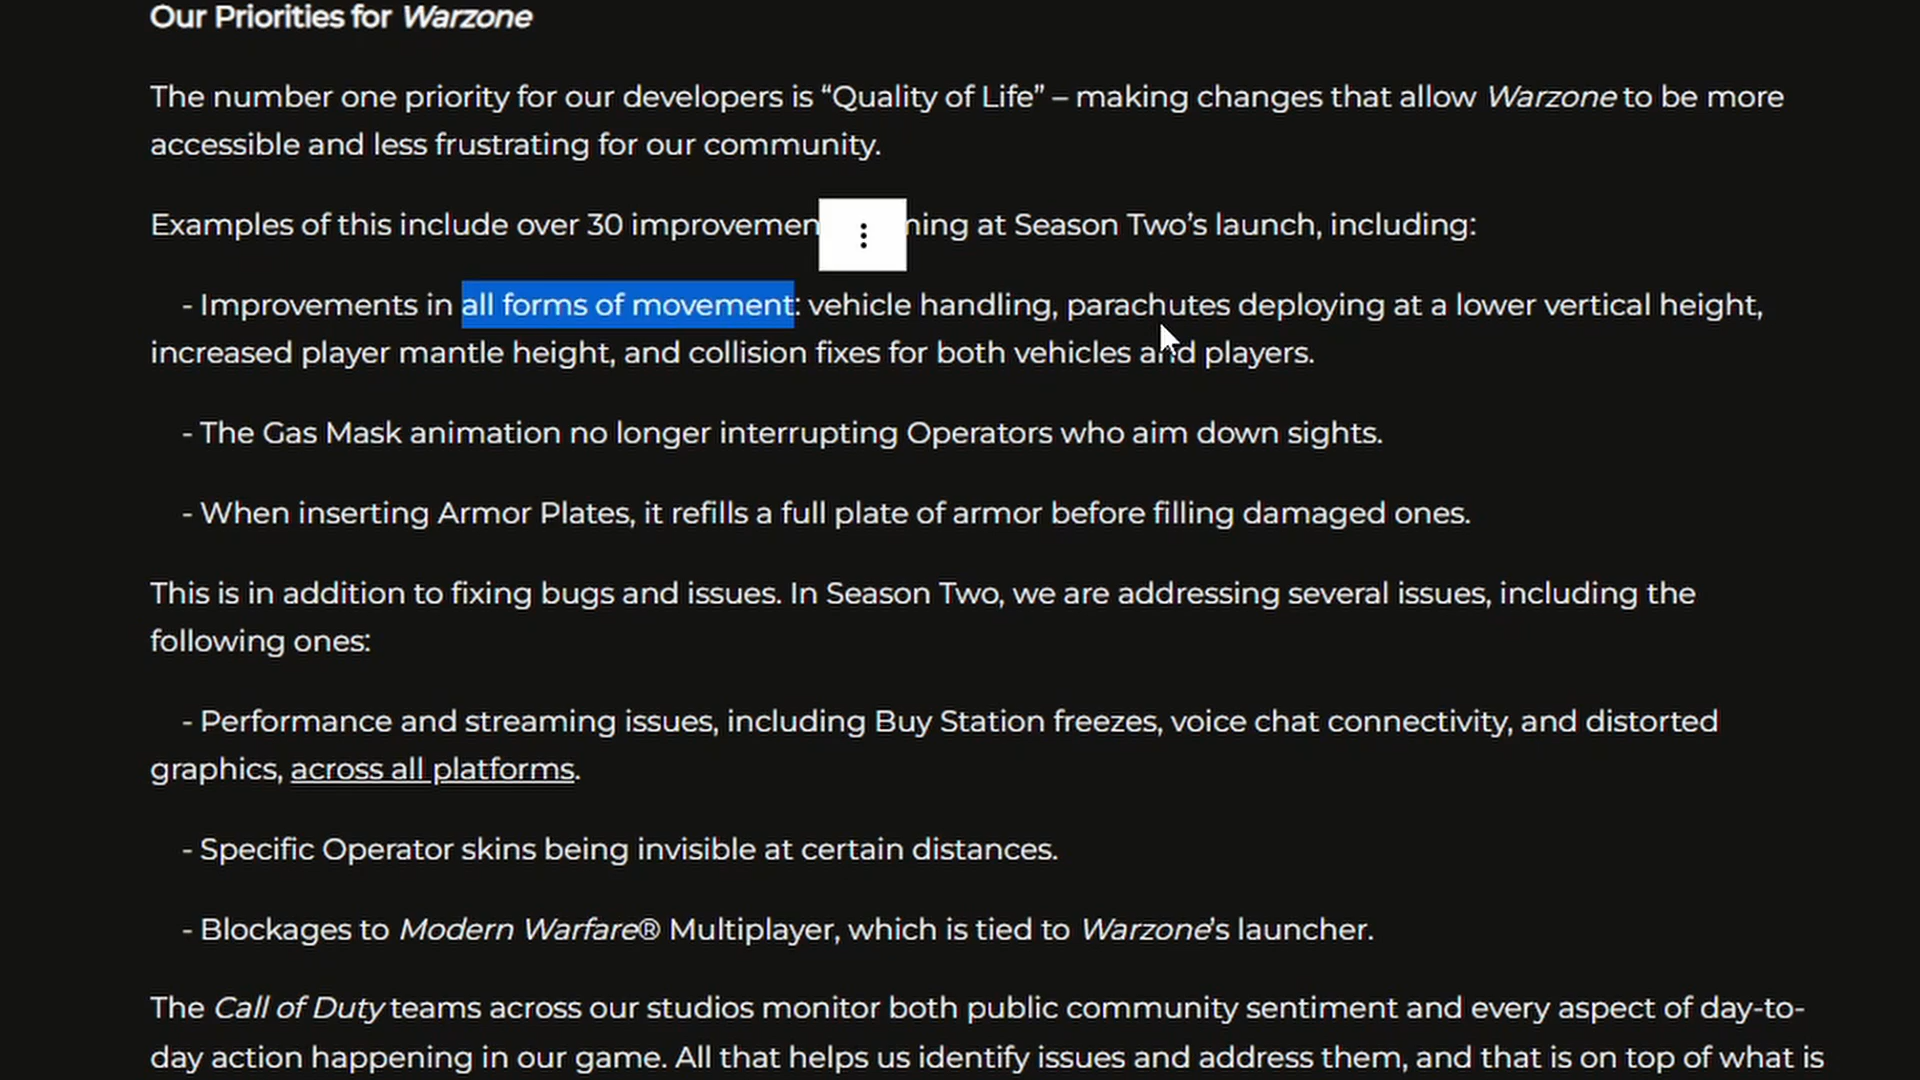 Our Priorities for Warzone
The number one priority for our developers is “Quality of Life” – making changes that allow Warzone to be more
accessible and less frustrating for our community.
Examples of this include over 30 at Season Two’s launch, including:
- Improvements in all forms of movement: vehicle handling, parachutes deploying at a lower vertical height,
increased player mantle height, and collision fixes for both vehicles and players.
- The Gas Mask animation no longer interrupting Operators who aim down sights.
- When inserting Armor Plates, it refills a full plate of armor before filling damaged ones.
This is in addition to fixing bugs and issues. In Season Two, we are addressing several issues, including the
following ones:
- Performance and streaming issues, including Buy Station freezes, voice chat connectivity, and distorted
graphics, across all platforms.
- Specific Operator skins being invisible at certain distances.
- Blockages to Modern Warfare® Multiplayer, which is tied to Warzone’s launcher.
The Call of Duty teams across our studios monitor both public community sentiment and every aspect of day-to-
day action happening in our game. All that helps us identify issues and address them, and that is on top of what is